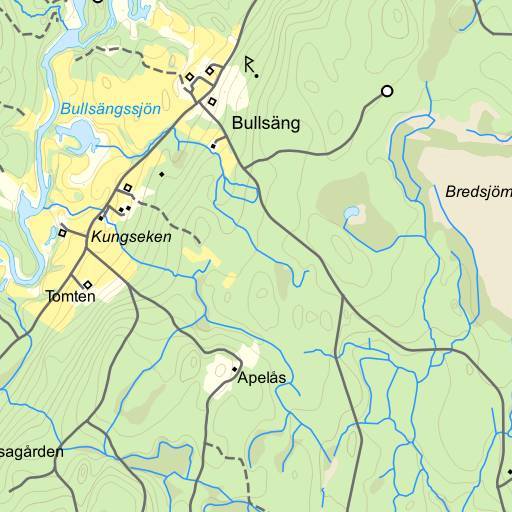 Bullsängssjön
Bullsäng
Bredsjöm
Kungseken
Tomten
Apelås
sagården